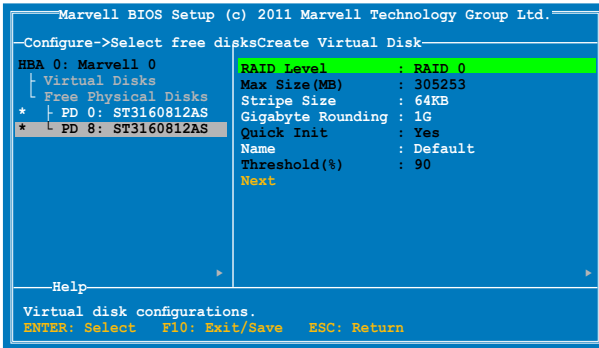 Marvell BIOS Setup (c) 2011 Marvell Technology Group Ltd.
Configure->Select free disksCreate Virtual Disk
HBA 0: Marvell 0
Virtual Disks
Free Physical Disks
* PD 0: ST3160812AS
* PD 8: ST3160812AS
RAID Level : RAID 0
Max Size(MB) : 305253
Stripe Size : 64KB
Gigabyte Rounding : 1G
Quick Init : Yes
Name : Default
Threshold(%) : 90
Next
Help
Virtual disk configurations.
ENTER: Select F10: Exit/Save ESC: Return